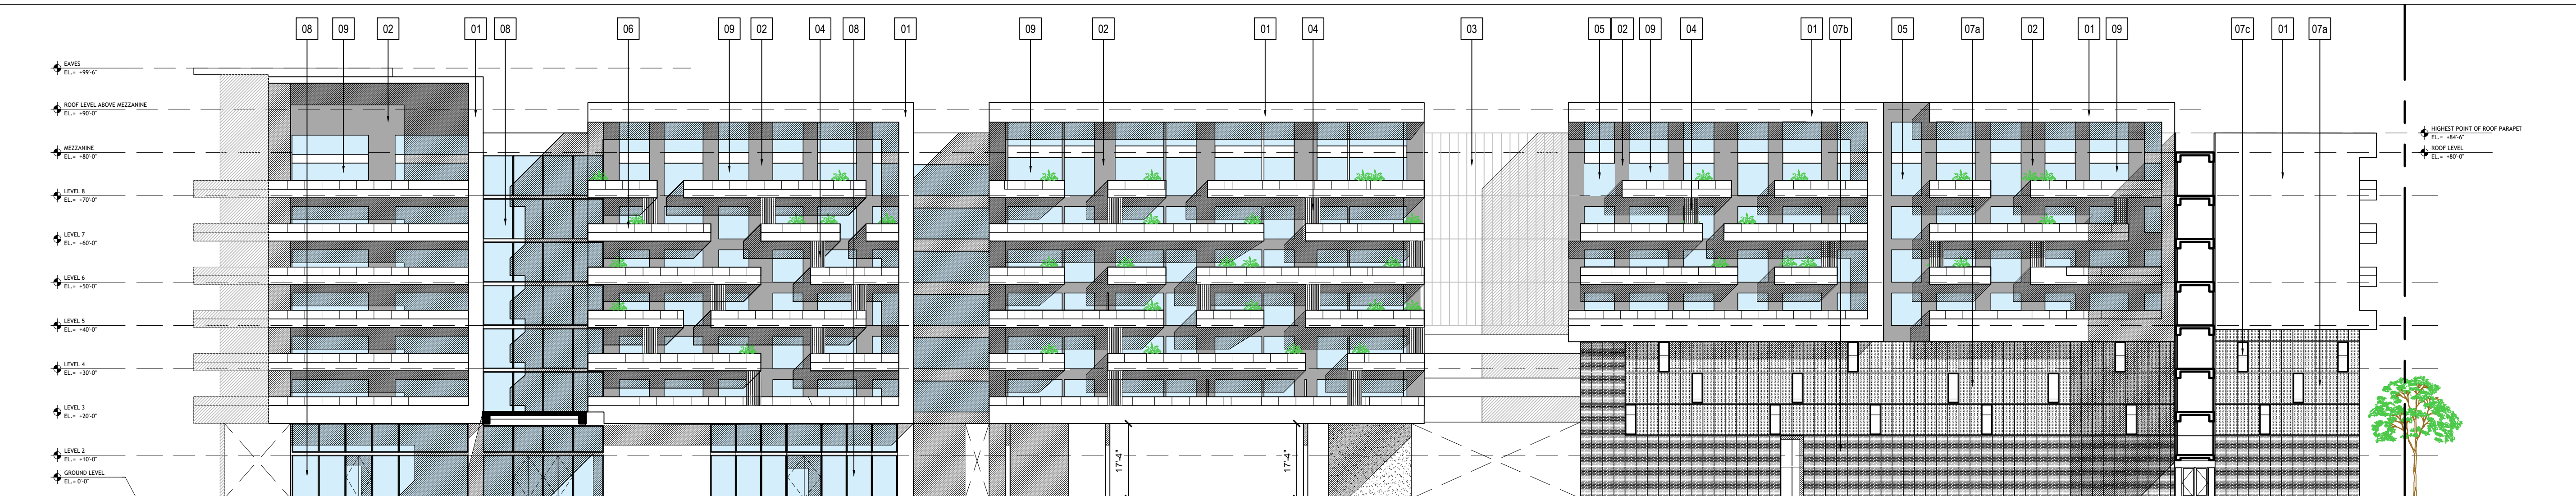 08 09 02 01 08 06 09 02 04 08 01 09 02 01 04 03 05 02 09 04 01 07b 05 07a 02 01 09 07c 01 07a
EAVES
EL.= +99'-6"
ROOF LEVEL ABOVE MEZZANINE
EL.= +90'-0"
MEZZANINE
EL.= +80'-0"
LEVEL 8
EL.= +70'-0"
LEVEL 7
EL.= +60'-0"
LEVEL 6
EL.= +50'-0"
LEVEL 5
EL.= +40'-0"
LEVEL 4
EL.= +30'-0"
LEVEL 3
EL.= +20'-0"
LEVEL 2
EL.= +10'-0"
GROUND LEVEL
EL.= 0'-0"
17'-4"
17'-4"
HIGHEST POINT OF ROOF PARAPET
EL.= +84'-6"
ROOF LEVEL
EL.= +80'-0"